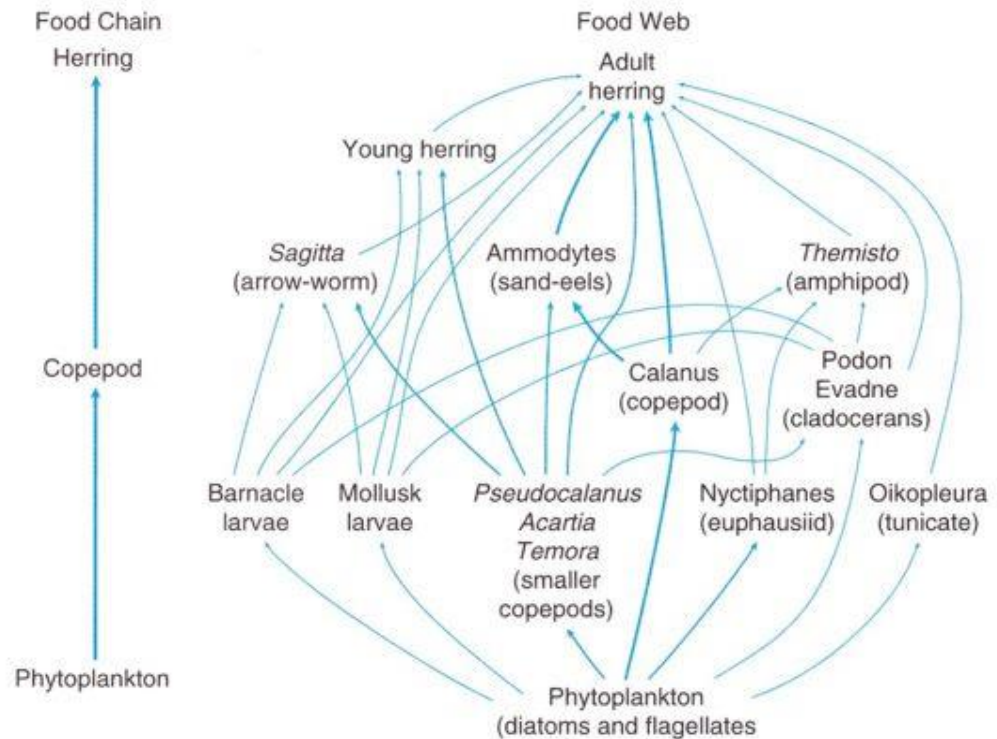 Food Chain
Herring
Copepod
Phytoplankton
Food Web
Adult
herring
Young herring
Sagitta
(arrow-worm)
Ammodytes
(sand-eels)
Themisto
(amphipod)
Calanus
(copepod)
Podon
Evadne
(cladocerans)
Barnacle
larvae
Mollusk
larvae
Pseudocalanus
Acartia
Temora
(smaller
copepods)
Nyctiphanes
(euphausiid)
Oikopleura
(tunicate)
Phytoplankton
(diatoms and flagellates